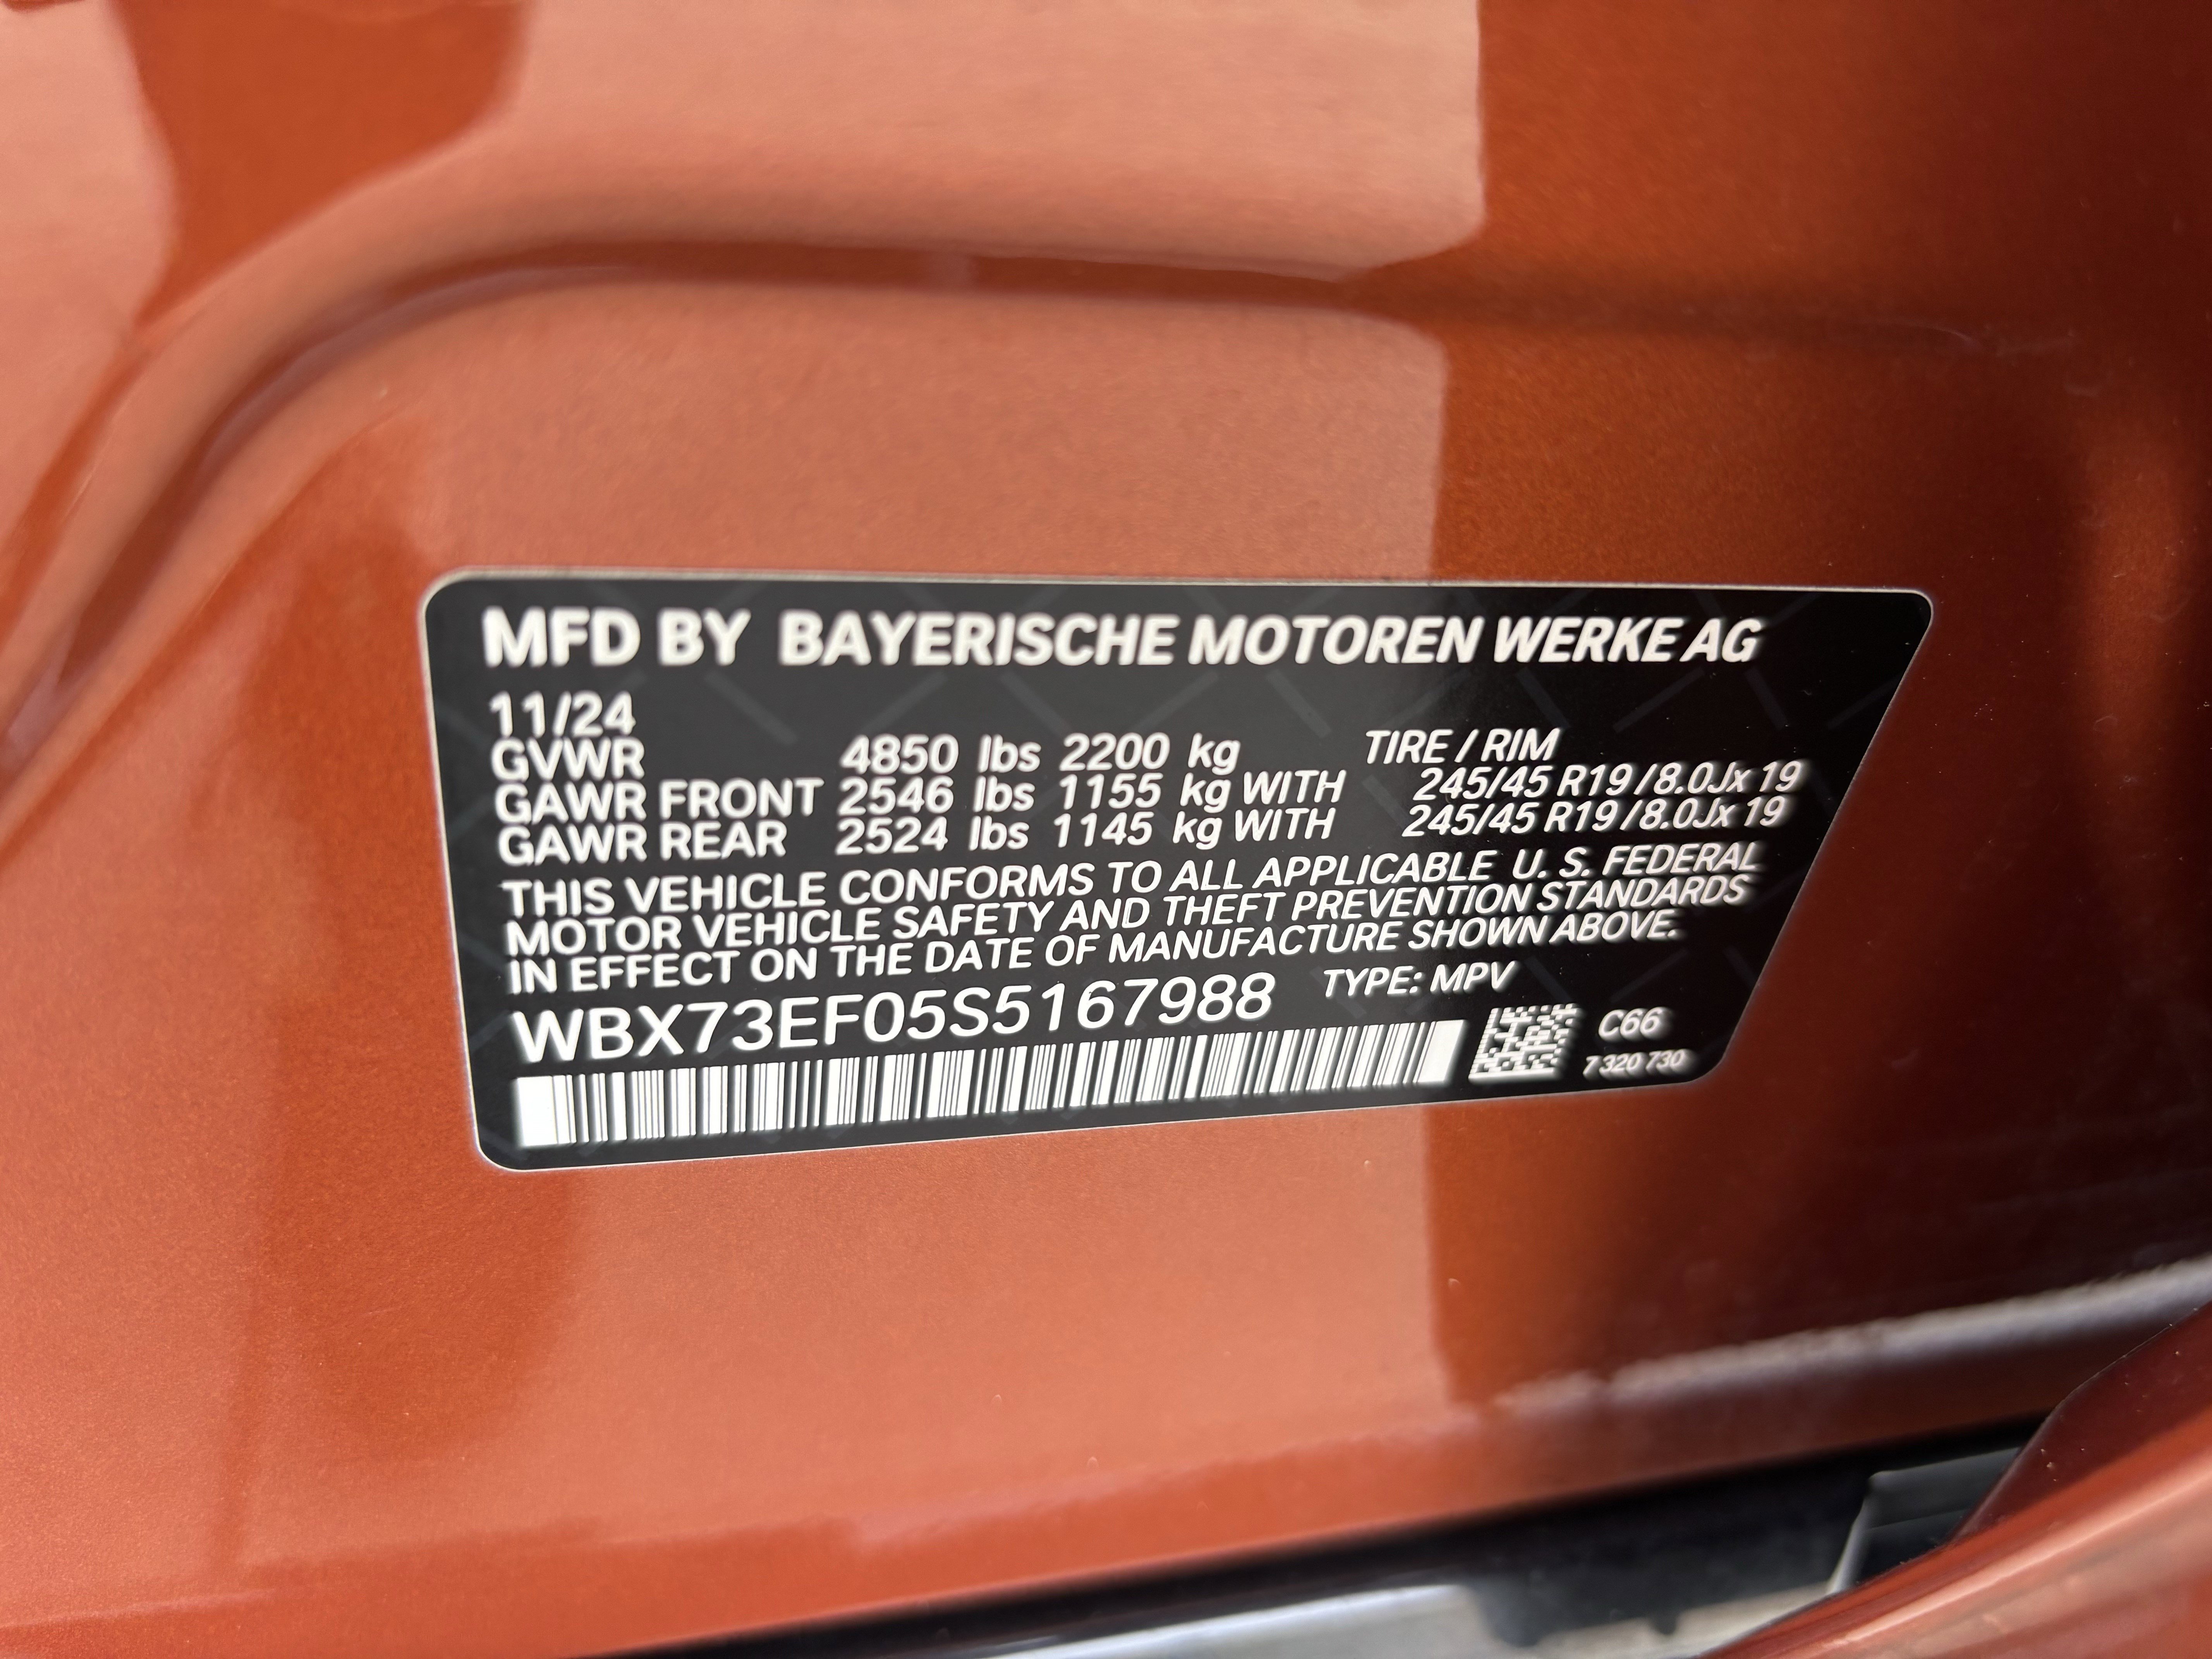 MFD BY BAYERISCHE MOTOREN WERKE AG
11/24
GVWR 4850 lbs 2200 kg TIRE / RIM
GAWR FRONT 2546 lbs 1155 kg WITH 245/45 R19 /8.0Jx 19
GAWR REAR 2524 lbs 1145 kg WITH 245/45 R19 /8.0Jx 19
THIS VEHICLE CONFORMS TO ALL APPLICABLE U. S. FEDERAL
MOTOR VEHICLE SAFETY AND THEFT PREVENTION STANDARDS
IN EFFECT ON THE DATE OF MANUFACTURE SHOWN ABOVE.
WBX73EF05S5167988 TYPE: MPV
C66
7 320 730